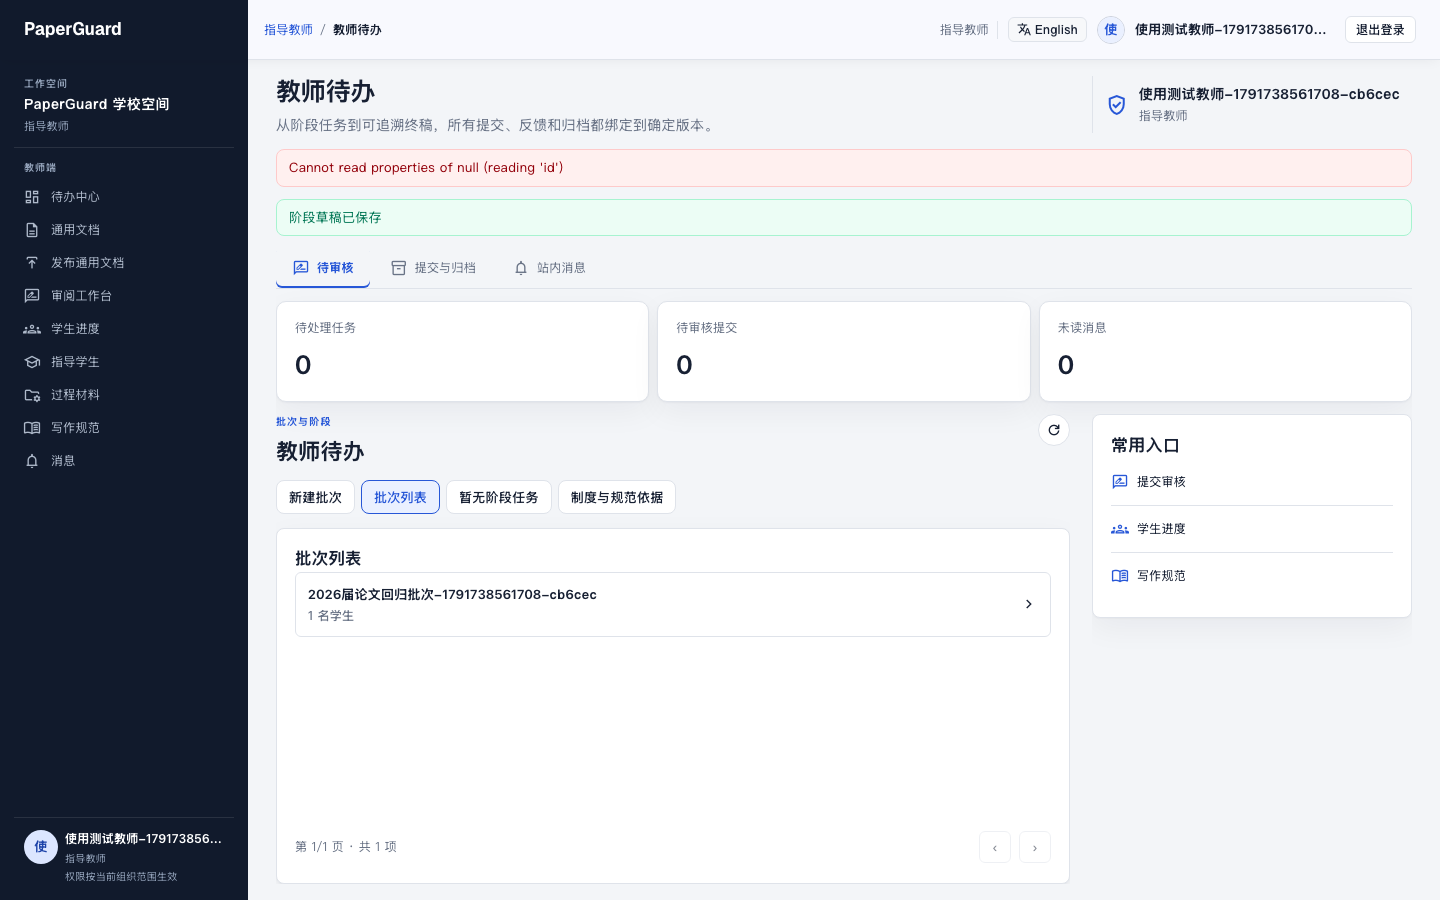 PaperGuard
工作空间
PaperGuard 学校空间
指导教师
教师端
待办中心
通用文档
发布通用文档
审阅工作台
学生进度
指导学生
过程材料
写作规范
消息
使 使用测试教师-179173856...
指导教师
权限按当前组织范围生效
指导教师 / 教师待办
指导教师 English 使 使用测试教师-179173856170... 退出登录
教师待办
从阶段任务到可追溯终稿，所有提交、反馈和归档都绑定到确定版本。
使用测试教师-1791738561708-cb6cec
指导教师
Cannot read properties of null (reading 'id')
阶段草稿已保存
待审核 提交与归档 站内消息
待处理任务
0
待审核提交
0
未读消息
0
批次与阶段
教师待办
新建批次 批次列表 暂无阶段任务 制度与规范依据
批次列表
2026届论文回归批次-1791738561708-cb6cec
1 名学生
第 1/1 页 · 共 1 项
‹ ›
常用入口
提交审核
学生进度
写作规范